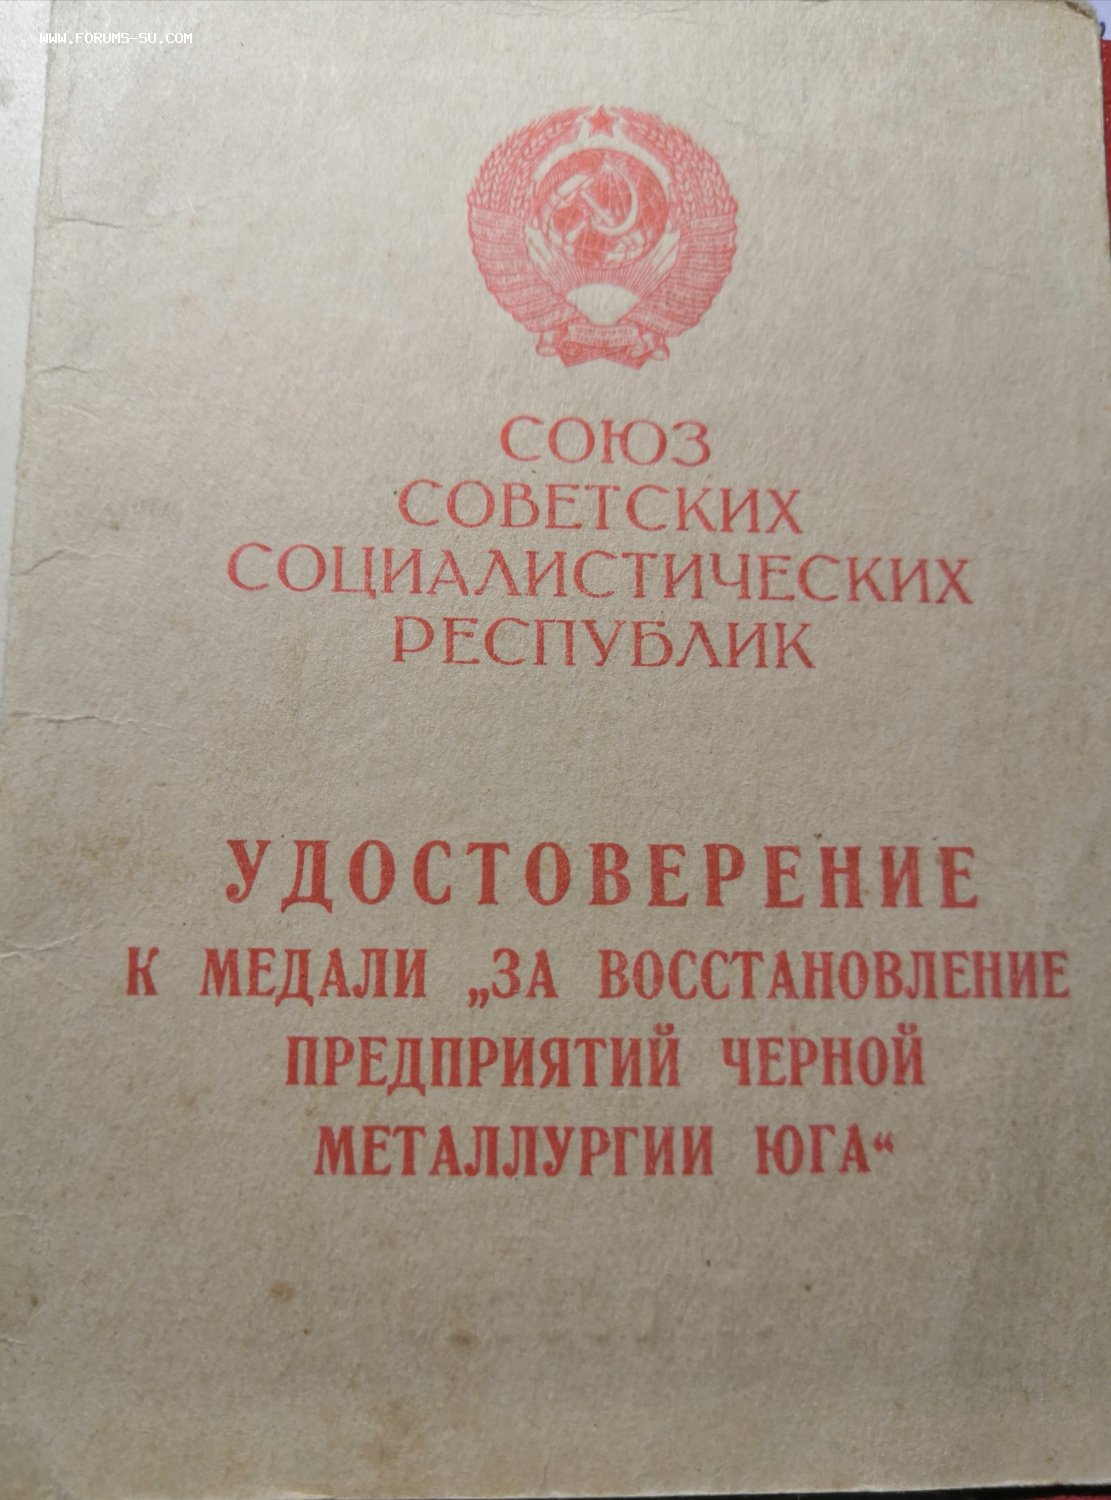 WWW.FORUMS-SU.COM
СОЮЗ
СОВЕТСКИХ
СОЦИАЛИСТИЧЕСКИХ
РЕСПУБЛИК
УДОСТОВЕРЕНИЕ
К МЕДАЛИ „ЗА ВОССТАНОВЛЕНИЕ
ПРЕДПРИЯТИЙ ЧЕРНОЙ
МЕТАЛЛУРГИИ ЮГА“